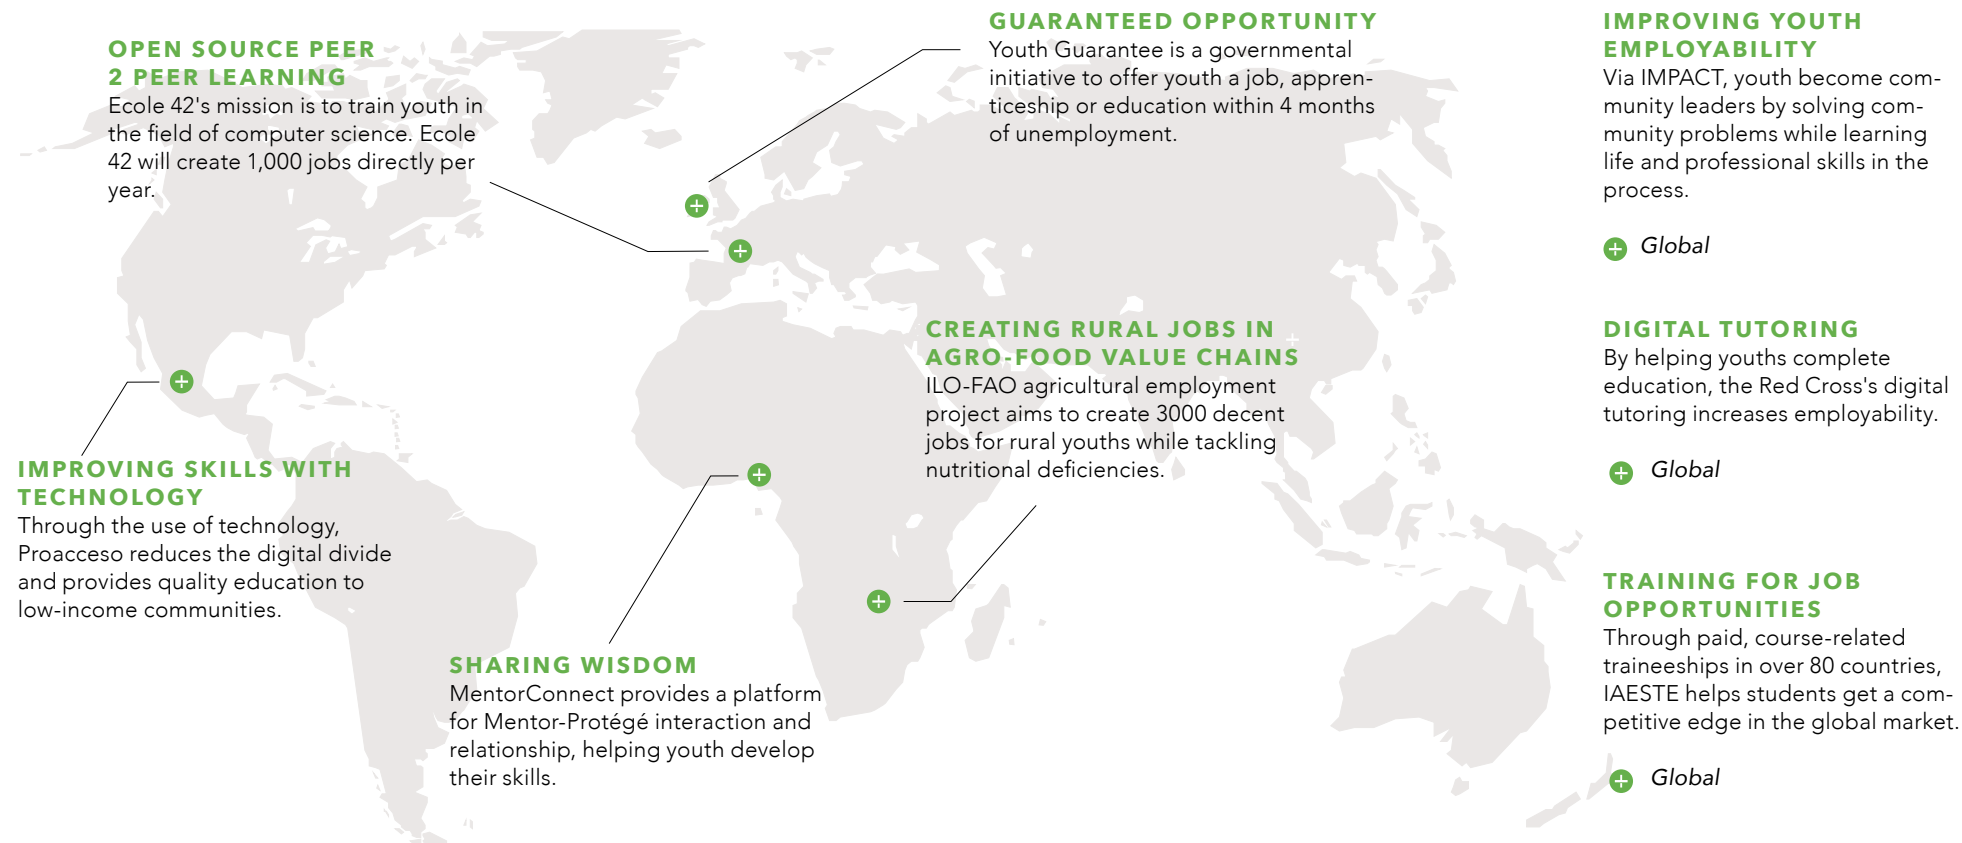 OPEN SOURCE PEER
2 PEER LEARNING
Ecole 42's mission is to train youth in
the field of computer science. Ecole
42 will create 1,000 jobs directly per
year.
GUARANTEED OPPORTUNITY
Youth Guarantee is a governmental
initiative to offer youth a job, appren-
ticeship or education within 4 months
of unemployment.
IMPROVING YOUTH
EMPLOYABILITY
Via IMPACT, youth become com-
munity leaders by solving com-
munity problems while learning
life and professional skills in the
process.
Global
CREATING RURAL JOBS IN
AGRO-FOOD VALUE CHAINS
ILO-FAO agricultural employment
project aims to create 3000 decent
jobs for rural youths while tackling
nutritional deficiencies.
DIGITAL TUTORING
By helping youths complete
education, the Red Cross's digital
tutoring increases employability.
Global
IMPROVING SKILLS WITH
TECHNOLOGY
Through the use of technology,
Proacceso reduces the digital divide
and provides quality education to
low-income communities.
SHARING WISDOM
MentorConnect provides a platform
for Mentor-Protégé interaction and
relationship, helping youth develop
their skills.
TRAINING FOR JOB
OPPORTUNITIES
Through paid, course-related
traineeships in over 80 countries,
IAESTE helps students get a com-
petitive edge in the global market.
Global